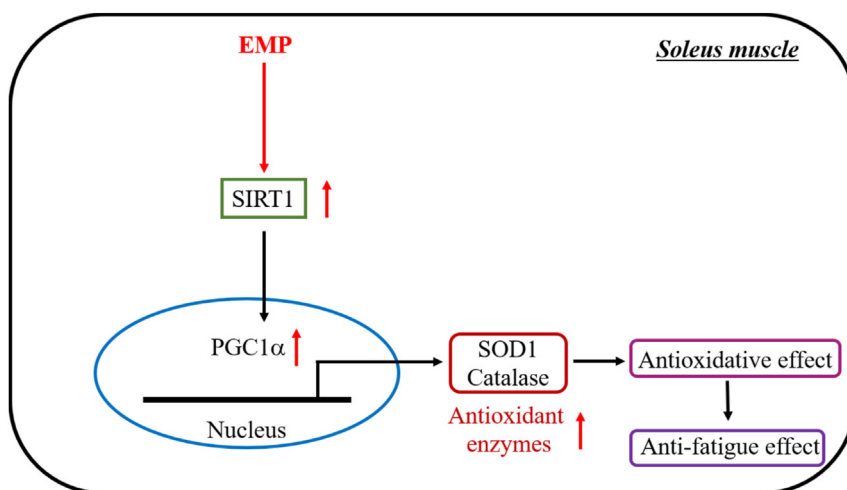 EMP
Soleus muscle
SIRT1
PGC1α
Nucleus
SOD1
Catalase
Antioxidant
enzymes
Antioxidative effect
Anti-fatigue effect